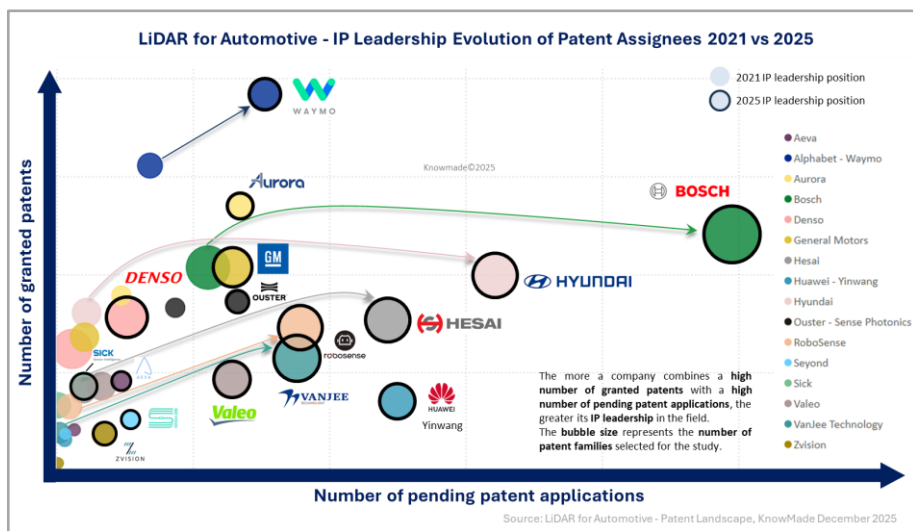 LiDAR for Automotive - IP Leadership Evolution of Patent Assignees 2021 vs 2025
2021 IP leadership position
2025 IP leadership position
WAYMO
Knowmade©2025
Aurora
BOSCH
GM
DENSO
HYUNDAI
OUSTER
HESAI
robosense
SICK
AEVA
Valeo
VANJEE
HUAWEI
Yinwang
ZVISION
Aeva
Alphabet - Waymo
Aurora
Bosch
Denso
General Motors
Hesai
Huawei - Yinwang
Hyundai
Ouster - Sense Photonics
RoboSense
Seyond
Sick
Valeo
VanJee Technology
Zvision
The more a company combines a high
number of granted patents with a high
number of pending patent applications, the
greater its IP leadership in the field.
The bubble size represents the number of
patent families selected for the study.
Number of granted patents
Number of pending patent applications
Source: LiDAR for Automotive - Patent Landscape, KnowMade December 2025